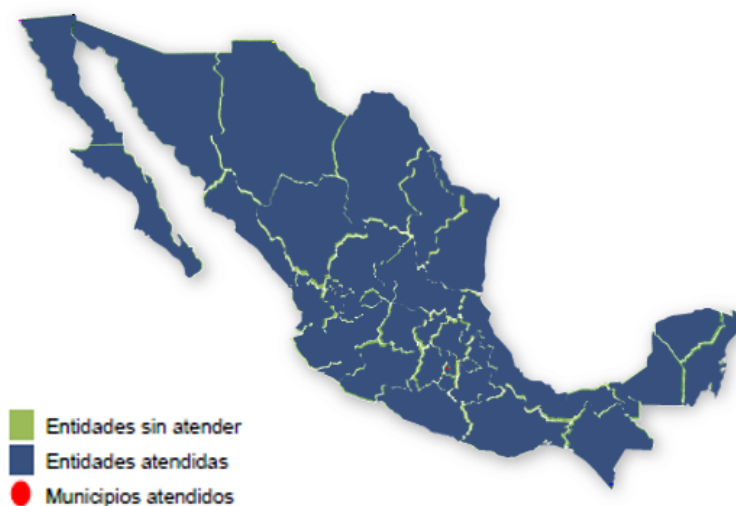 Entidades sin atender
Entidades atendidas
Municipios atendidos